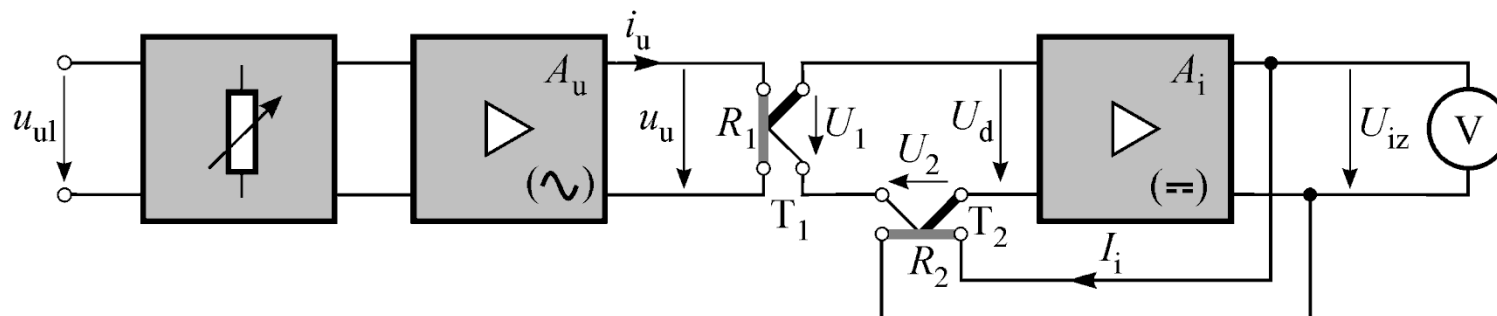 u_ul
A_u
(∿)
i_u
u_u
R_1
U_1
T_1
U_2
R_2
T_2
U_d
A_i
(⎓)
I_i
U_iz
V